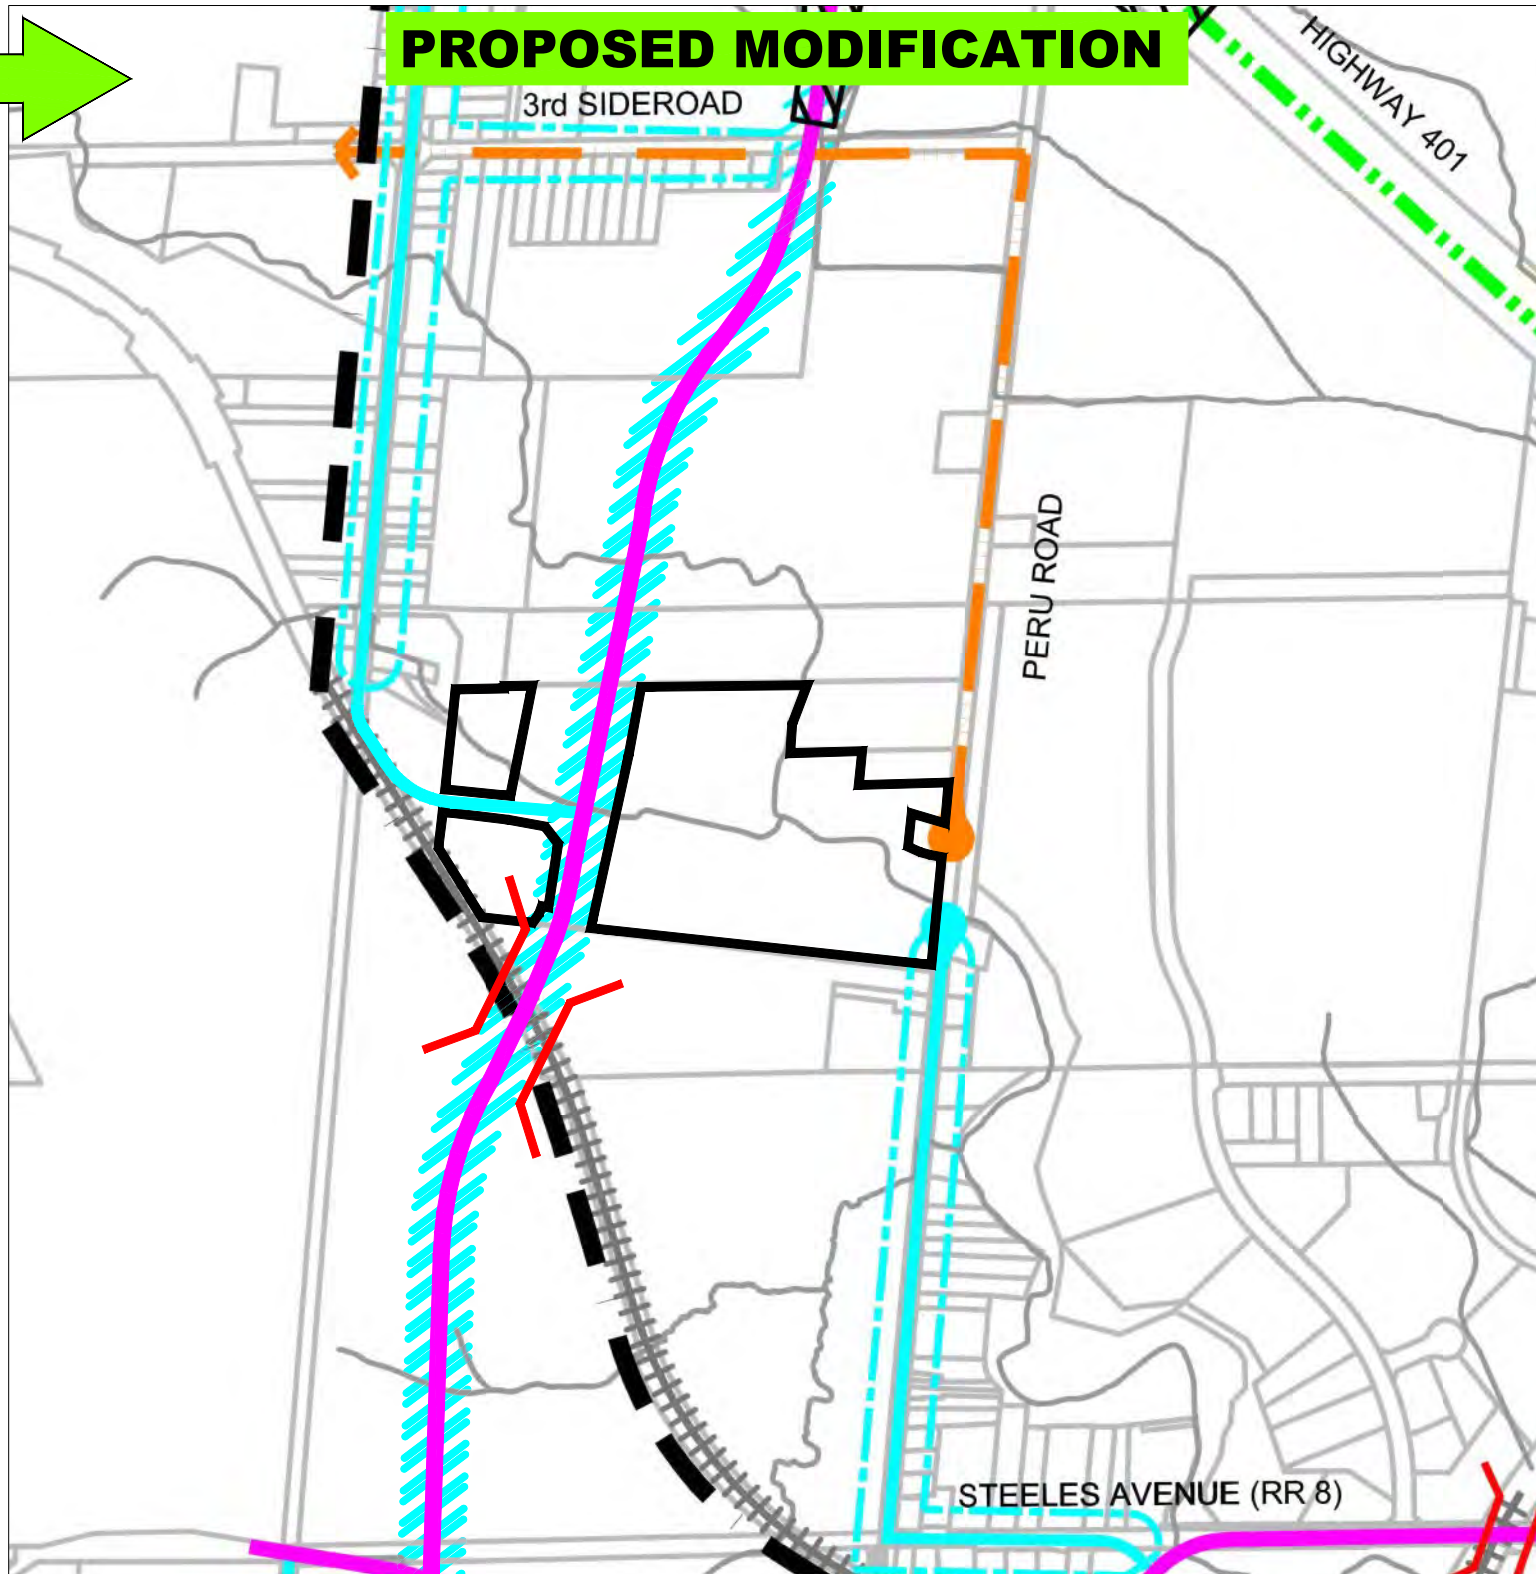 PROPOSED MODIFICATION
3rd SIDEROAD
HIGHWAY 401
PERU ROAD
STEELES AVENUE (RR 8)